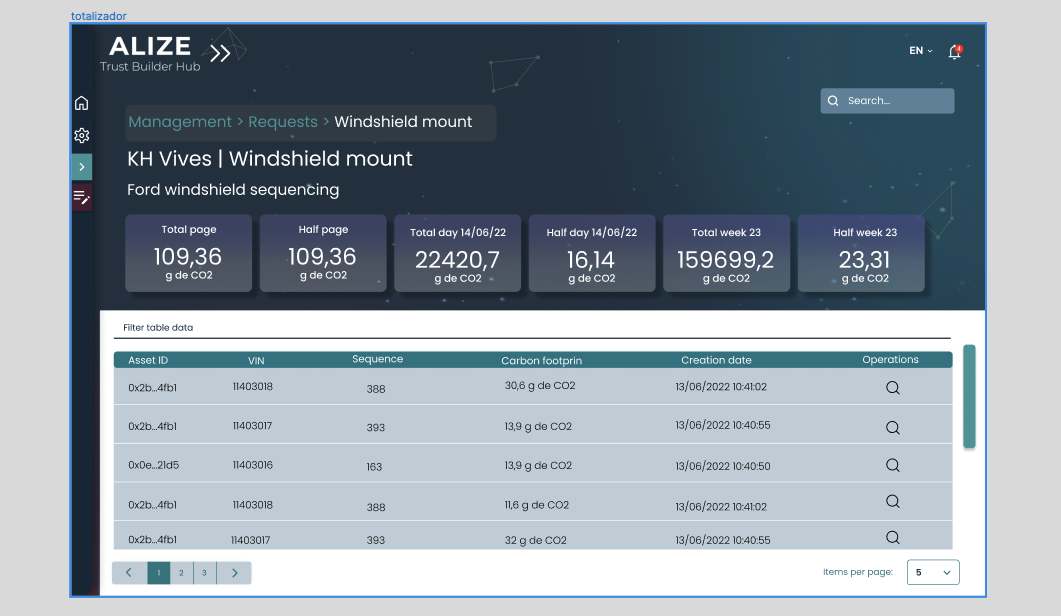 totalizador
ALIZE
Trust Builder Hub
EN
4
Search...
Management > Requests > Windshield mount
KH Vives | Windshield mount
Ford windshield sequencing
Total page
109,36
g de CO2
Half page
109,36
g de CO2
Total day 14/06/22
22420,7
g de CO2
Half day 14/06/22
16,14
g de CO2
Total week 23
159699,2
g de CO2
Half week 23
23,31
g de CO2
Filter table data
Asset ID VIN Sequence Carbon footprin Creation date Operations
0x2b...4fb1 11403018 388 30,6 g de CO2 13/06/2022 10:41:02
0x2b...4fb1 11403017 393 13,9 g de CO2 13/06/2022 10:40:55
0x0e...21d5 11403016 163 13,9 g de CO2 13/06/2022 10:40:50
0x2b...4fb1 11403018 388 11,6 g de CO2 13/06/2022 10:41:02
0x2b...4fb1 11403017 393 32 g de CO2 13/06/2022 10:40:55
1 2 3
Items per page: 5